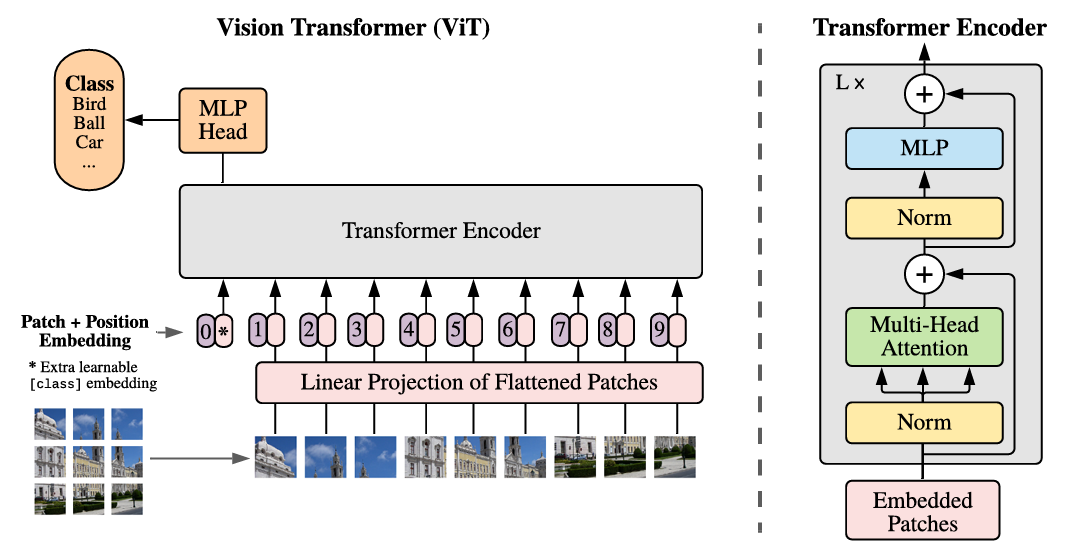 Vision Transformer (ViT)
Class
Bird
Ball
Car
...
MLP
Head
Transformer Encoder
Patch + Position
Embedding
0 * 1 2 3 4 5 6 7 8 9
* Extra learnable
[class] embedding
Linear Projection of Flattened Patches
Transformer Encoder
L ×
+
MLP
Norm
+
Multi-Head
Attention
Norm
Embedded
Patches